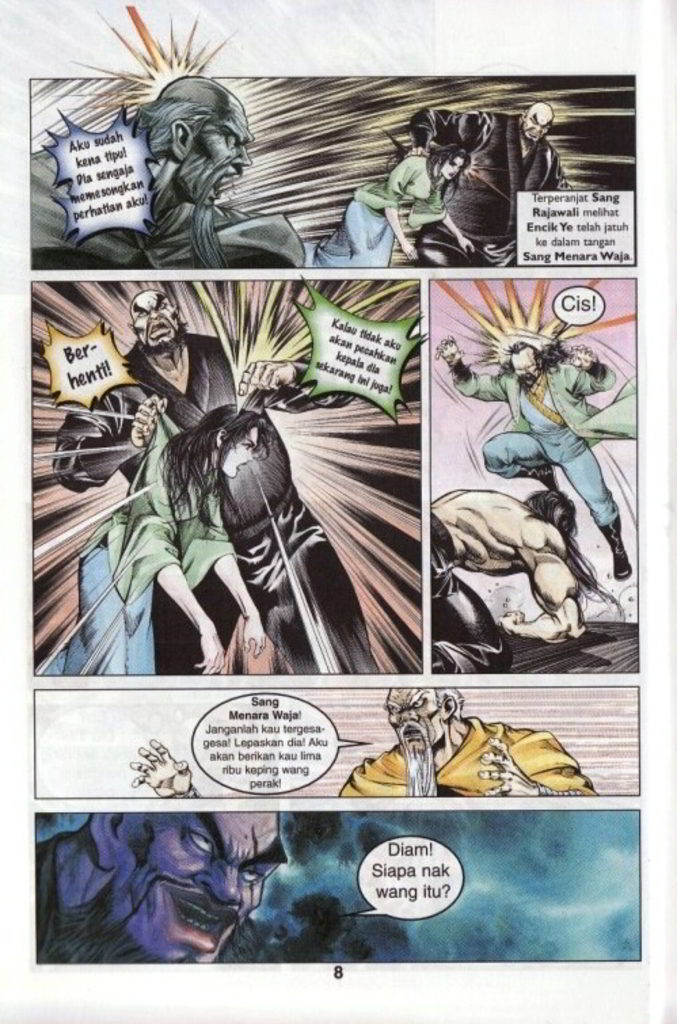 Aku sudah
kena tipu!
Dia sengaja
memesongkan
perhatian aku!
Terperanjat Sang
Rajawali melihat
Encik Ye telah jatuh
ke dalam tangan
Sang Menara Waja.
Ber-
henti!
Kalau tidak aku
akan pecahkan
kepala dia
sekarang ini juga!
Cis!
Sang
Menara Waja!
Janganlah kau tergesa-
gesa! Lepaskan dia! Aku
akan berikan kau lima
ribu keping wang
perak!
Diam!
Siapa nak
wang itu?
8